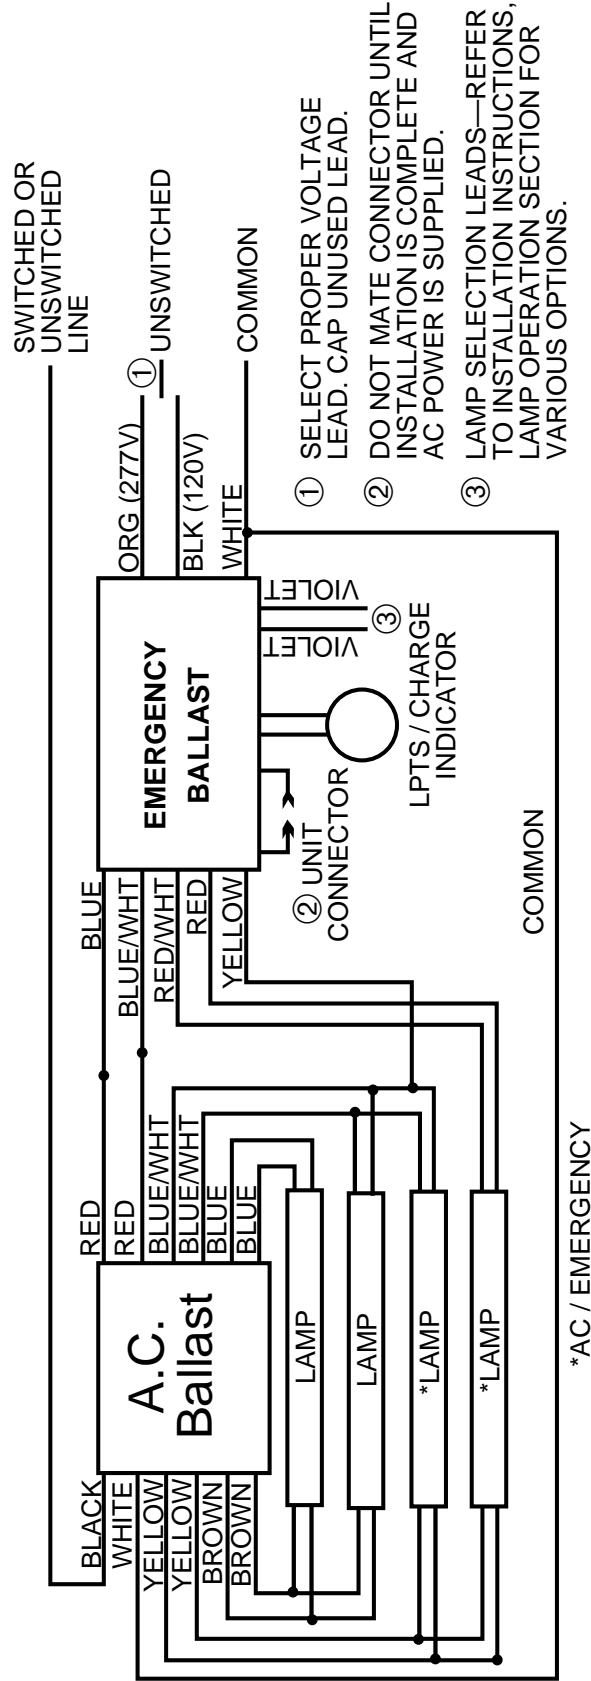 SWITCHED OR
UNSWITCHED
LINE
ORG (277V)
① UNSWITCHED
BLK (120V)
WHITE
COMMON
EMERGENCY
BALLAST
BLUE
BLUE/WHT
RED/WHT
RED
YELLOW
② UNIT
CONNECTOR
LPTS / CHARGE
INDICATOR
VIOLET
VIOLET
③
RED
RED
BLUE/WHT
BLUE/WHT
BLUE
BLUE
A.C.
Ballast
BLACK
WHITE
YELLOW
YELLOW
BROWN
BROWN
LAMP
LAMP
*LAMP
*LAMP
COMMON
*AC / EMERGENCY
① SELECT PROPER VOLTAGE
LEAD. CAP UNUSED LEAD.
② DO NOT MATE CONNECTOR UNTIL
INSTALLATION IS COMPLETE AND
AC POWER IS SUPPLIED.
③ LAMP SELECTION LEADS—REFER
TO INSTALLATION INSTRUCTIONS,
LAMP OPERATION SECTION FOR
VARIOUS OPTIONS.